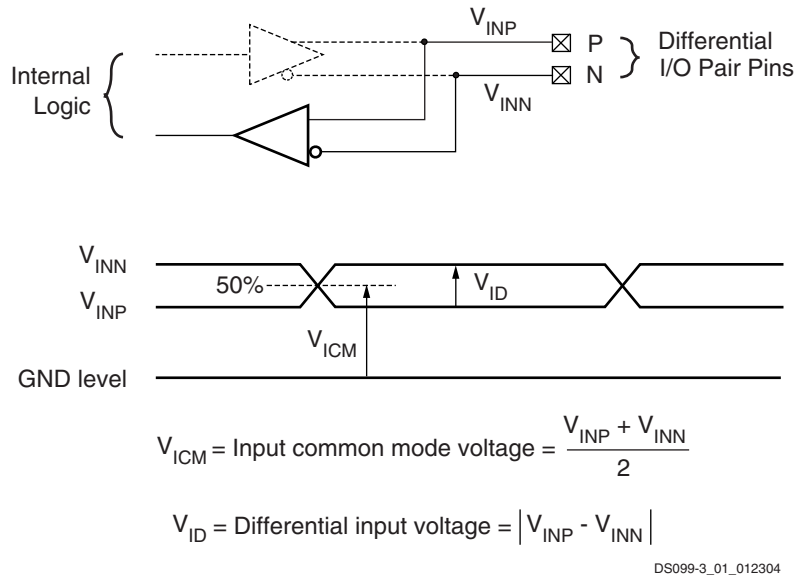 V_INP
P
Differential
I/O Pair Pins
N
V_INN
Internal
Logic
V_INN
50%
V_ID
V_INP
V_ICM
GND level
V_ICM = Input common mode voltage = (V_INP + V_INN) / 2
V_ID = Differential input voltage = |V_INP - V_INN|
DS099-3_01_012304